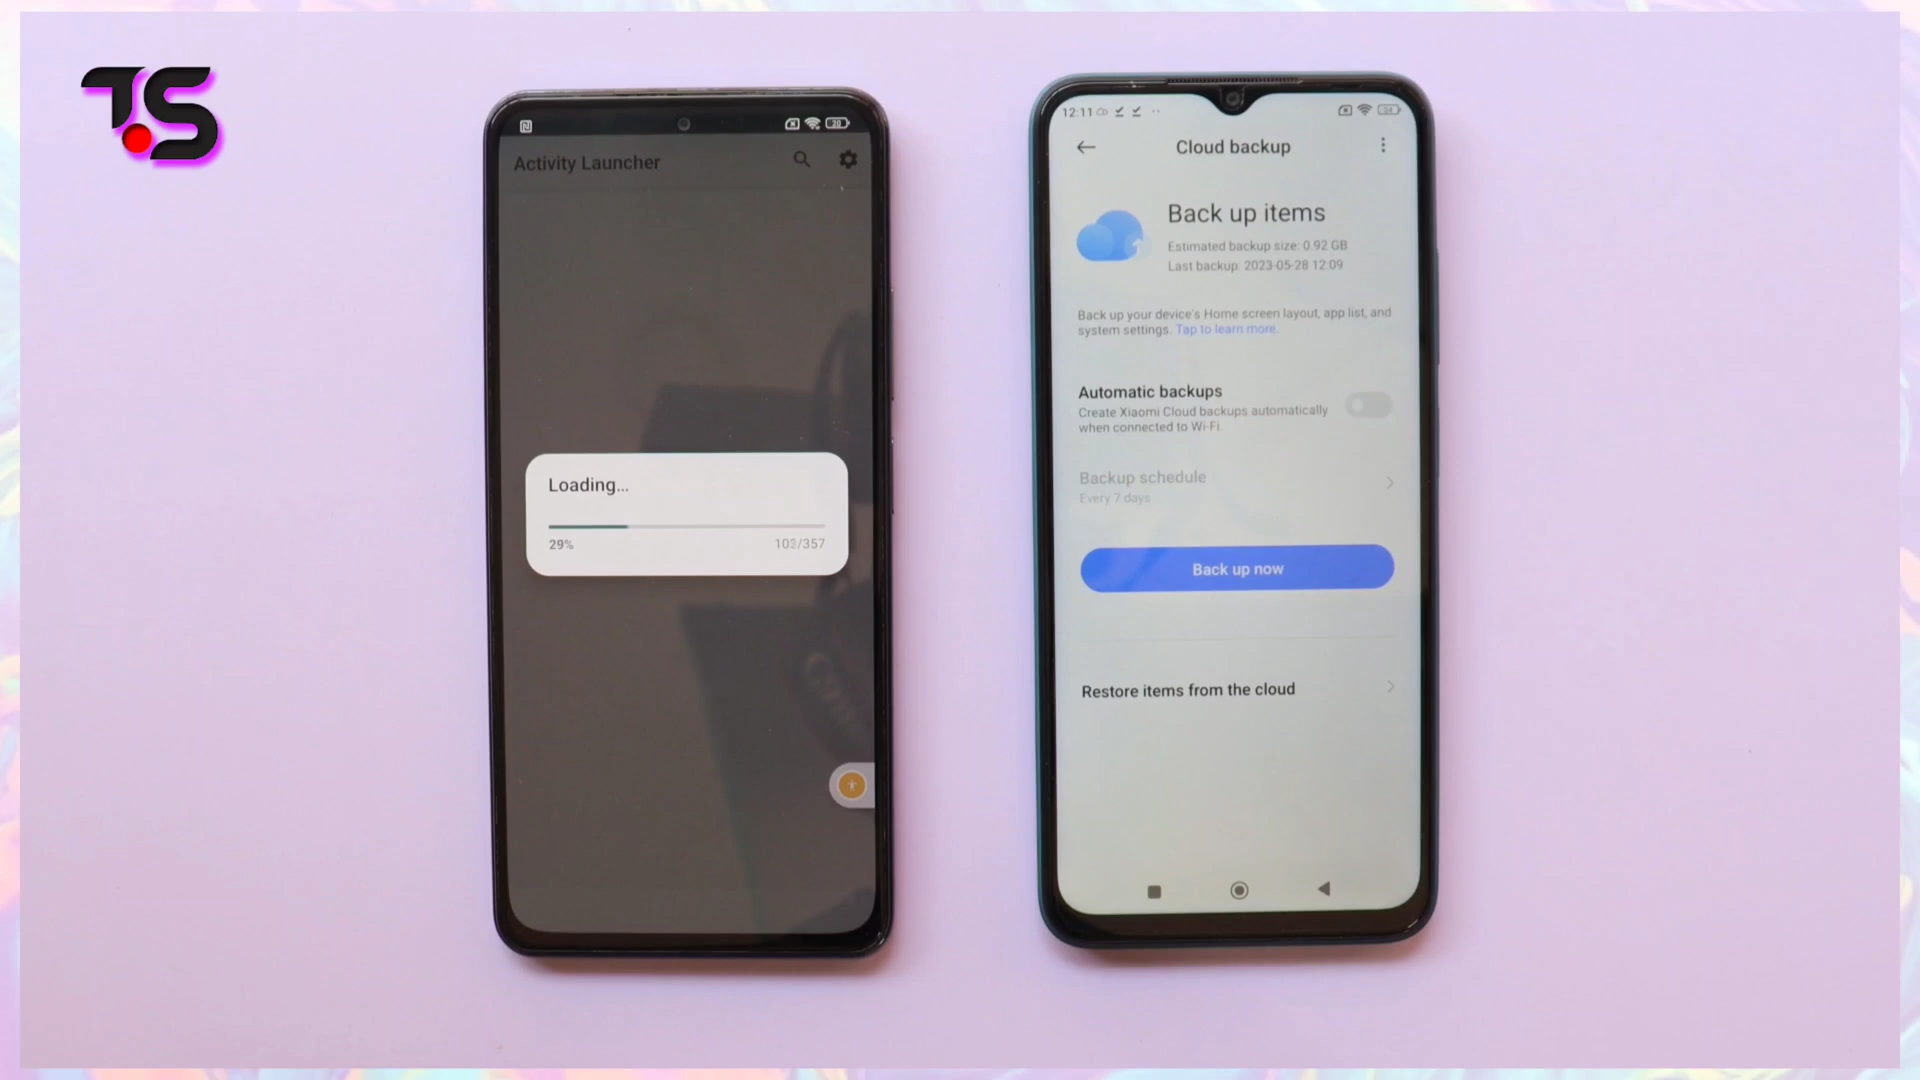 T.S
Activity Launcher
20
Loading...
29%
/357
12:11
Cloud backup
Back up items
Estimated backup size: 0.92 GB
Last backup: 2023-05-28 12:09
Back up your device's Home screen layout, app list, and
system settings. Tap to learn more.
Automatic backups
Create Xiaomi Cloud backups automatically
when connected to Wi-Fi.
Backup schedule
Every 7 days
Back up now
Restore items from the cloud